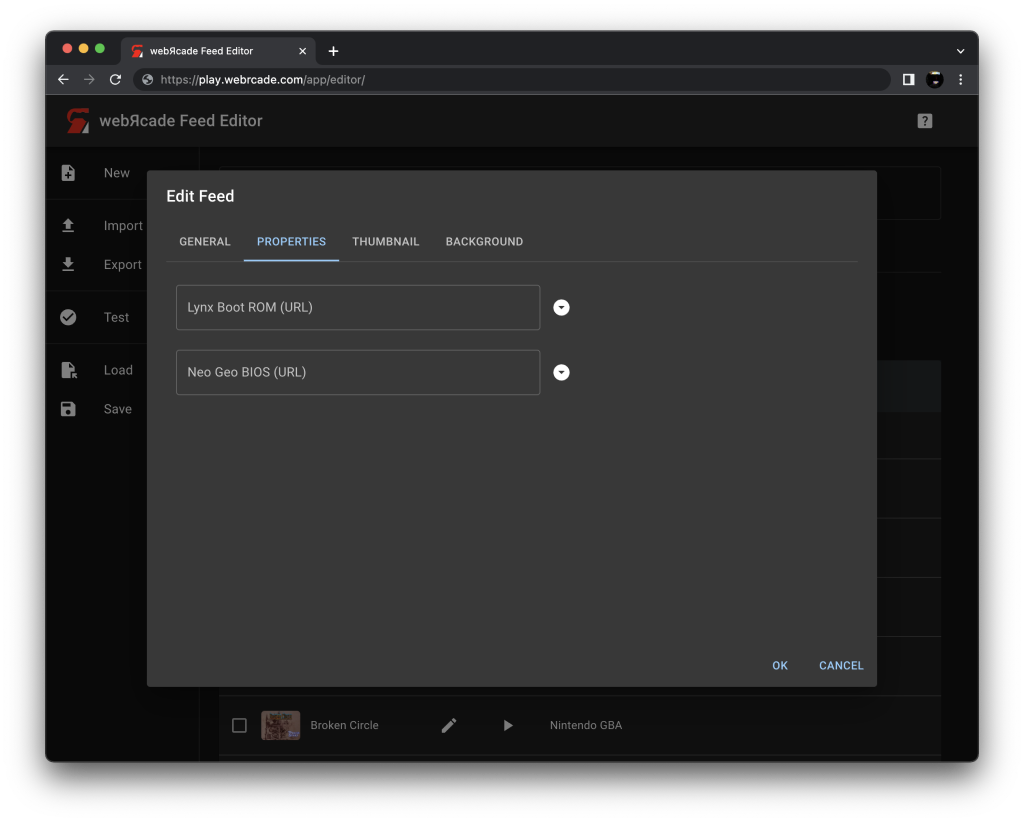 webЯcade Feed Editor
https://play.webrcade.com/app/editor/
webЯcade Feed Editor
?
New
Import
Export
Test
Load
Save
Edit Feed
GENERAL PROPERTIES THUMBNAIL BACKGROUND
Lynx Boot ROM (URL)
Neo Geo BIOS (URL)
OK CANCEL
Broken Circle Nintendo GBA